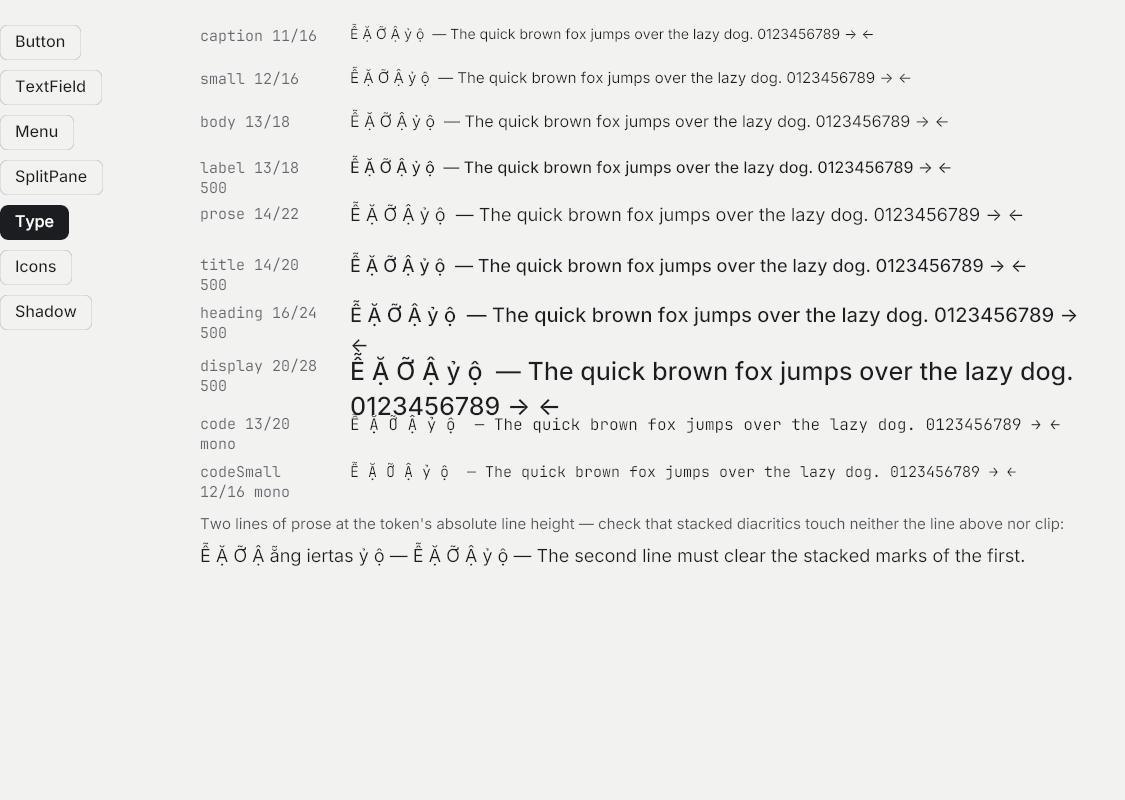 Button
TextField
Menu
SplitPane
Type
Icons
Shadow
caption 11/16
Ễ Ặ Ỡ Ậ ỷ ộ — The quick brown fox jumps over the lazy dog. 0123456789 → ←
small 12/16
Ễ Ặ Ỡ Ậ ỷ ộ — The quick brown fox jumps over the lazy dog. 0123456789 → ←
body 13/18
Ễ Ặ Ỡ Ậ ỷ ộ — The quick brown fox jumps over the lazy dog. 0123456789 → ←
label 13/18
500
Ễ Ặ Ỡ Ậ ỷ ộ — The quick brown fox jumps over the lazy dog. 0123456789 → ←
prose 14/22
Ễ Ặ Ỡ Ậ ỷ ộ — The quick brown fox jumps over the lazy dog. 0123456789 → ←
title 14/20
500
Ễ Ặ Ỡ Ậ ỷ ộ — The quick brown fox jumps over the lazy dog. 0123456789 → ←
heading 16/24
500
Ễ Ặ Ỡ Ậ ỷ ộ — The quick brown fox jumps over the lazy dog. 0123456789 →
←
display 20/28
500
Ễ Ặ Ỡ Ậ ỷ ộ — The quick brown fox jumps over the lazy dog.
0123456789 → ←
code 13/20
mono
Ễ Ặ Ỡ Ậ ỷ ộ — The quick brown fox jumps over the lazy dog. 0123456789 → ←
codeSmall
12/16 mono
Ễ Ặ Ỡ Ậ ỷ ộ — The quick brown fox jumps over the lazy dog. 0123456789 → ←
Two lines of prose at the token's absolute line height — check that stacked diacritics touch neither the line above nor clip:
Ễ Ặ Ỡ Ậ ẵng iertas ỷ ộ — Ễ Ặ Ỡ Ậ ỷ ộ — The second line must clear the stacked marks of the first.